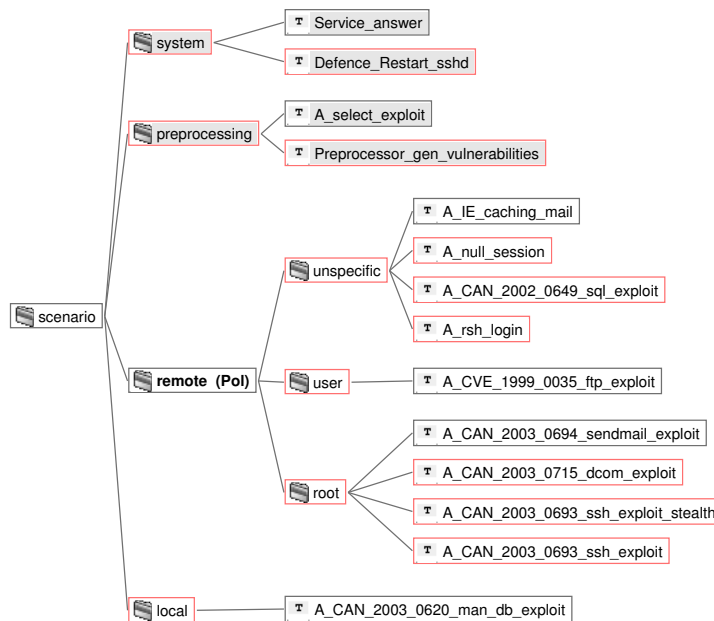 Service_answer
system
Defence_Restart_sshd
A_select_exploit
preprocessing
Preprocessor_gen_vulnerabilities
A_IE_caching_mail
A_null_session
unspecific
A_CAN_2002_0649_sql_exploit
scenario
A_rsh_login
remote (Pol)
user
A_CVE_1999_0035_ftp_exploit
A_CAN_2003_0694_sendmail_exploit
A_CAN_2003_0715_dcom_exploit
root
A_CAN_2003_0693_ssh_exploit_stealth
A_CAN_2003_0693_ssh_exploit
local
A_CAN_2003_0620_man_db_exploit